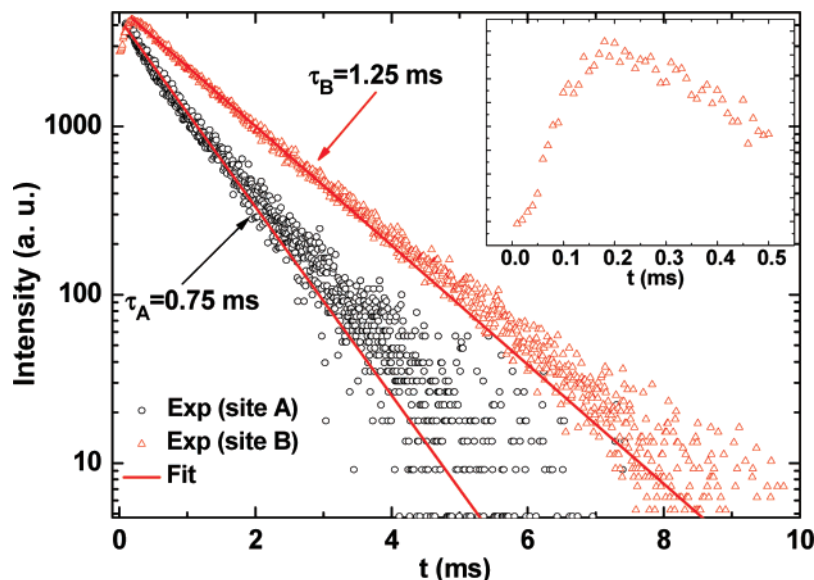 τB=1.25 ms
τA=0.75 ms
Intensity (a. u.)
1000
100
10
0 2 4 6 8 10
t (ms)
Exp (site A)
Exp (site B)
Fit
0.0 0.1 0.2 0.3 0.4 0.5
t (ms)